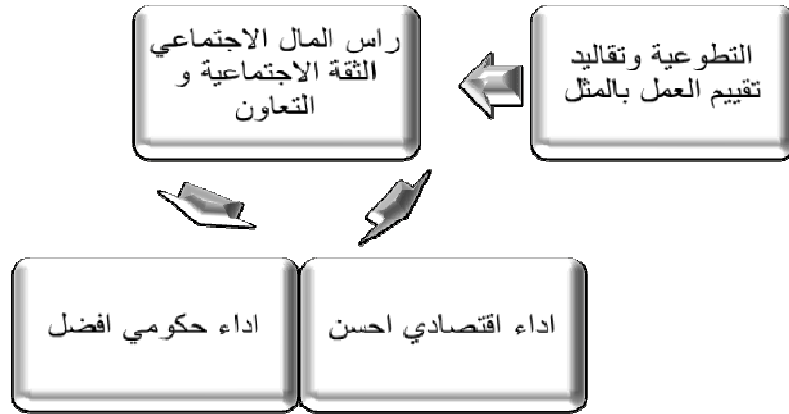 التطوعية وتقاليد
تقييم العمل بالمثل
راس المال الاجتماعي
الثقة الاجتماعية و
التعاون
اداء اقتصادي احسن
اداء حكومي افضل